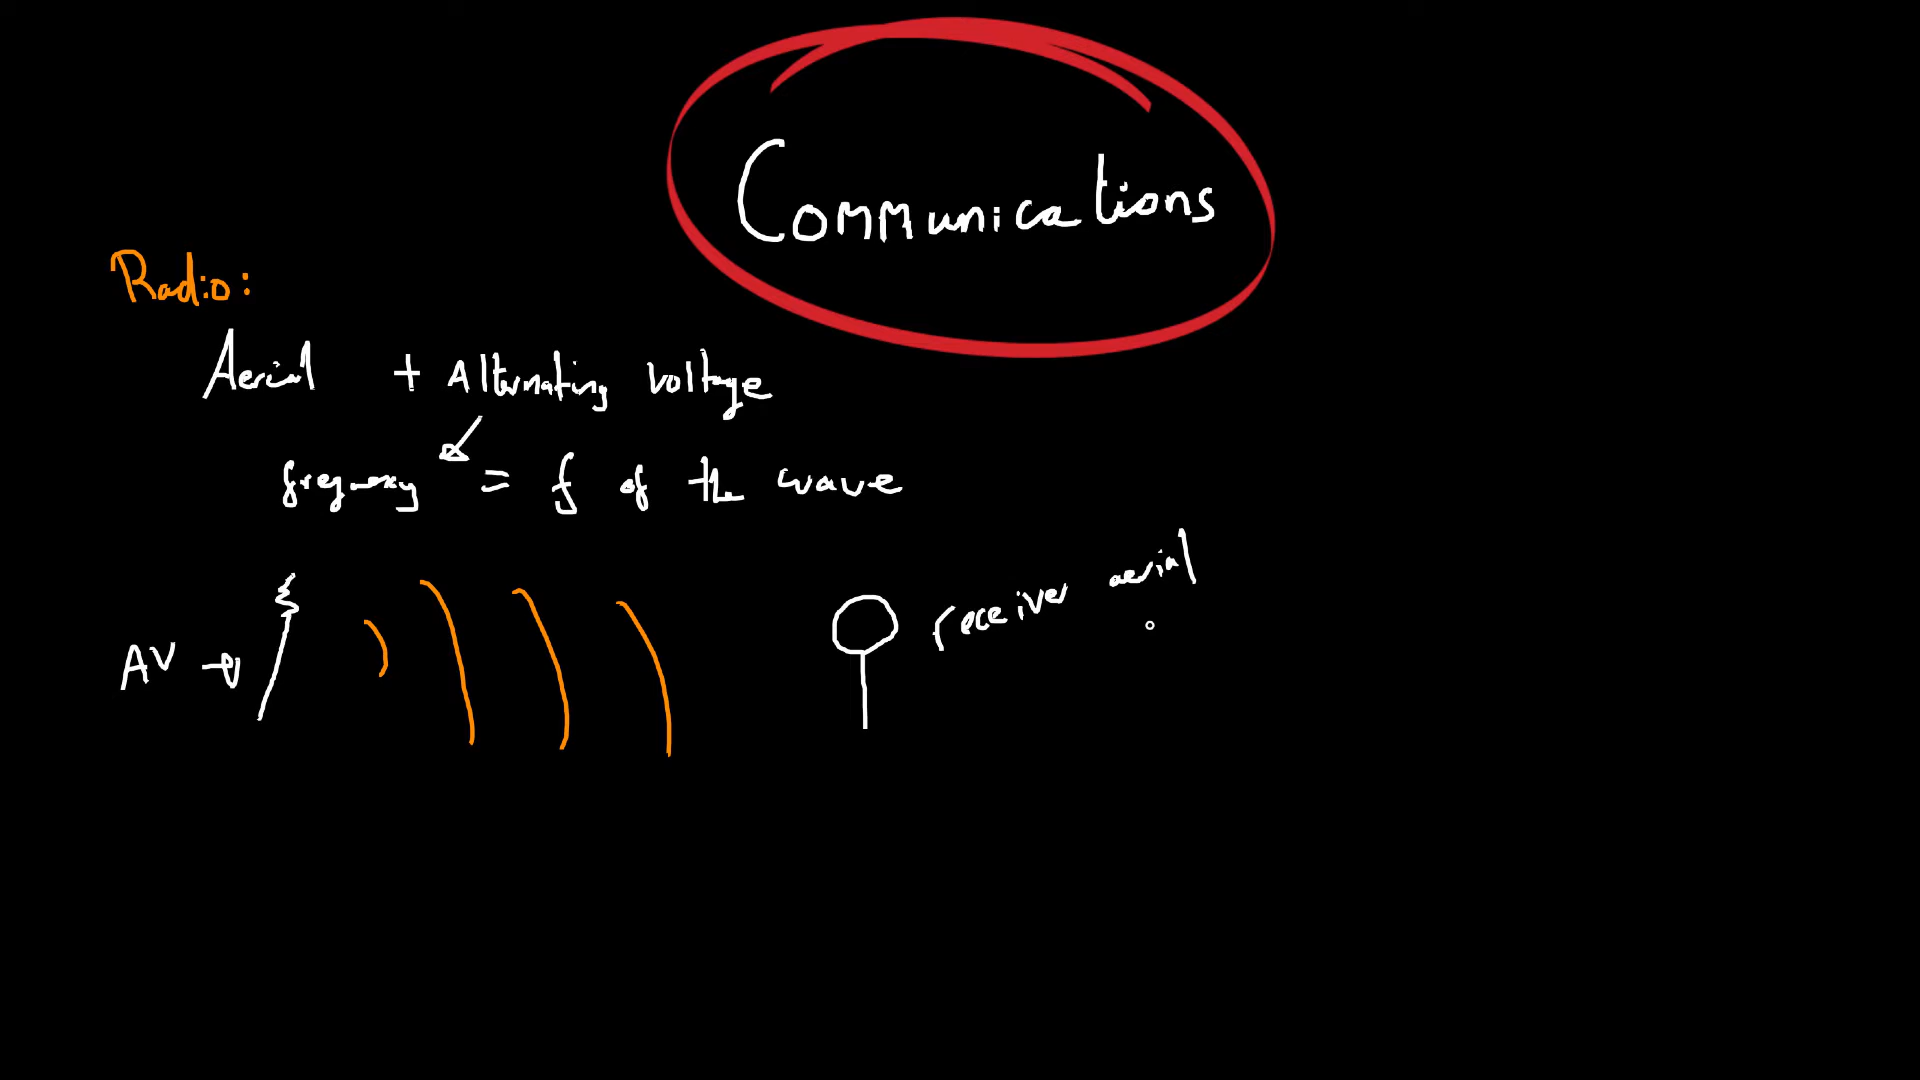 Communications
Radio:
Aerial + Alternating voltage
frequency = f of the wave
AV
receiver aerial